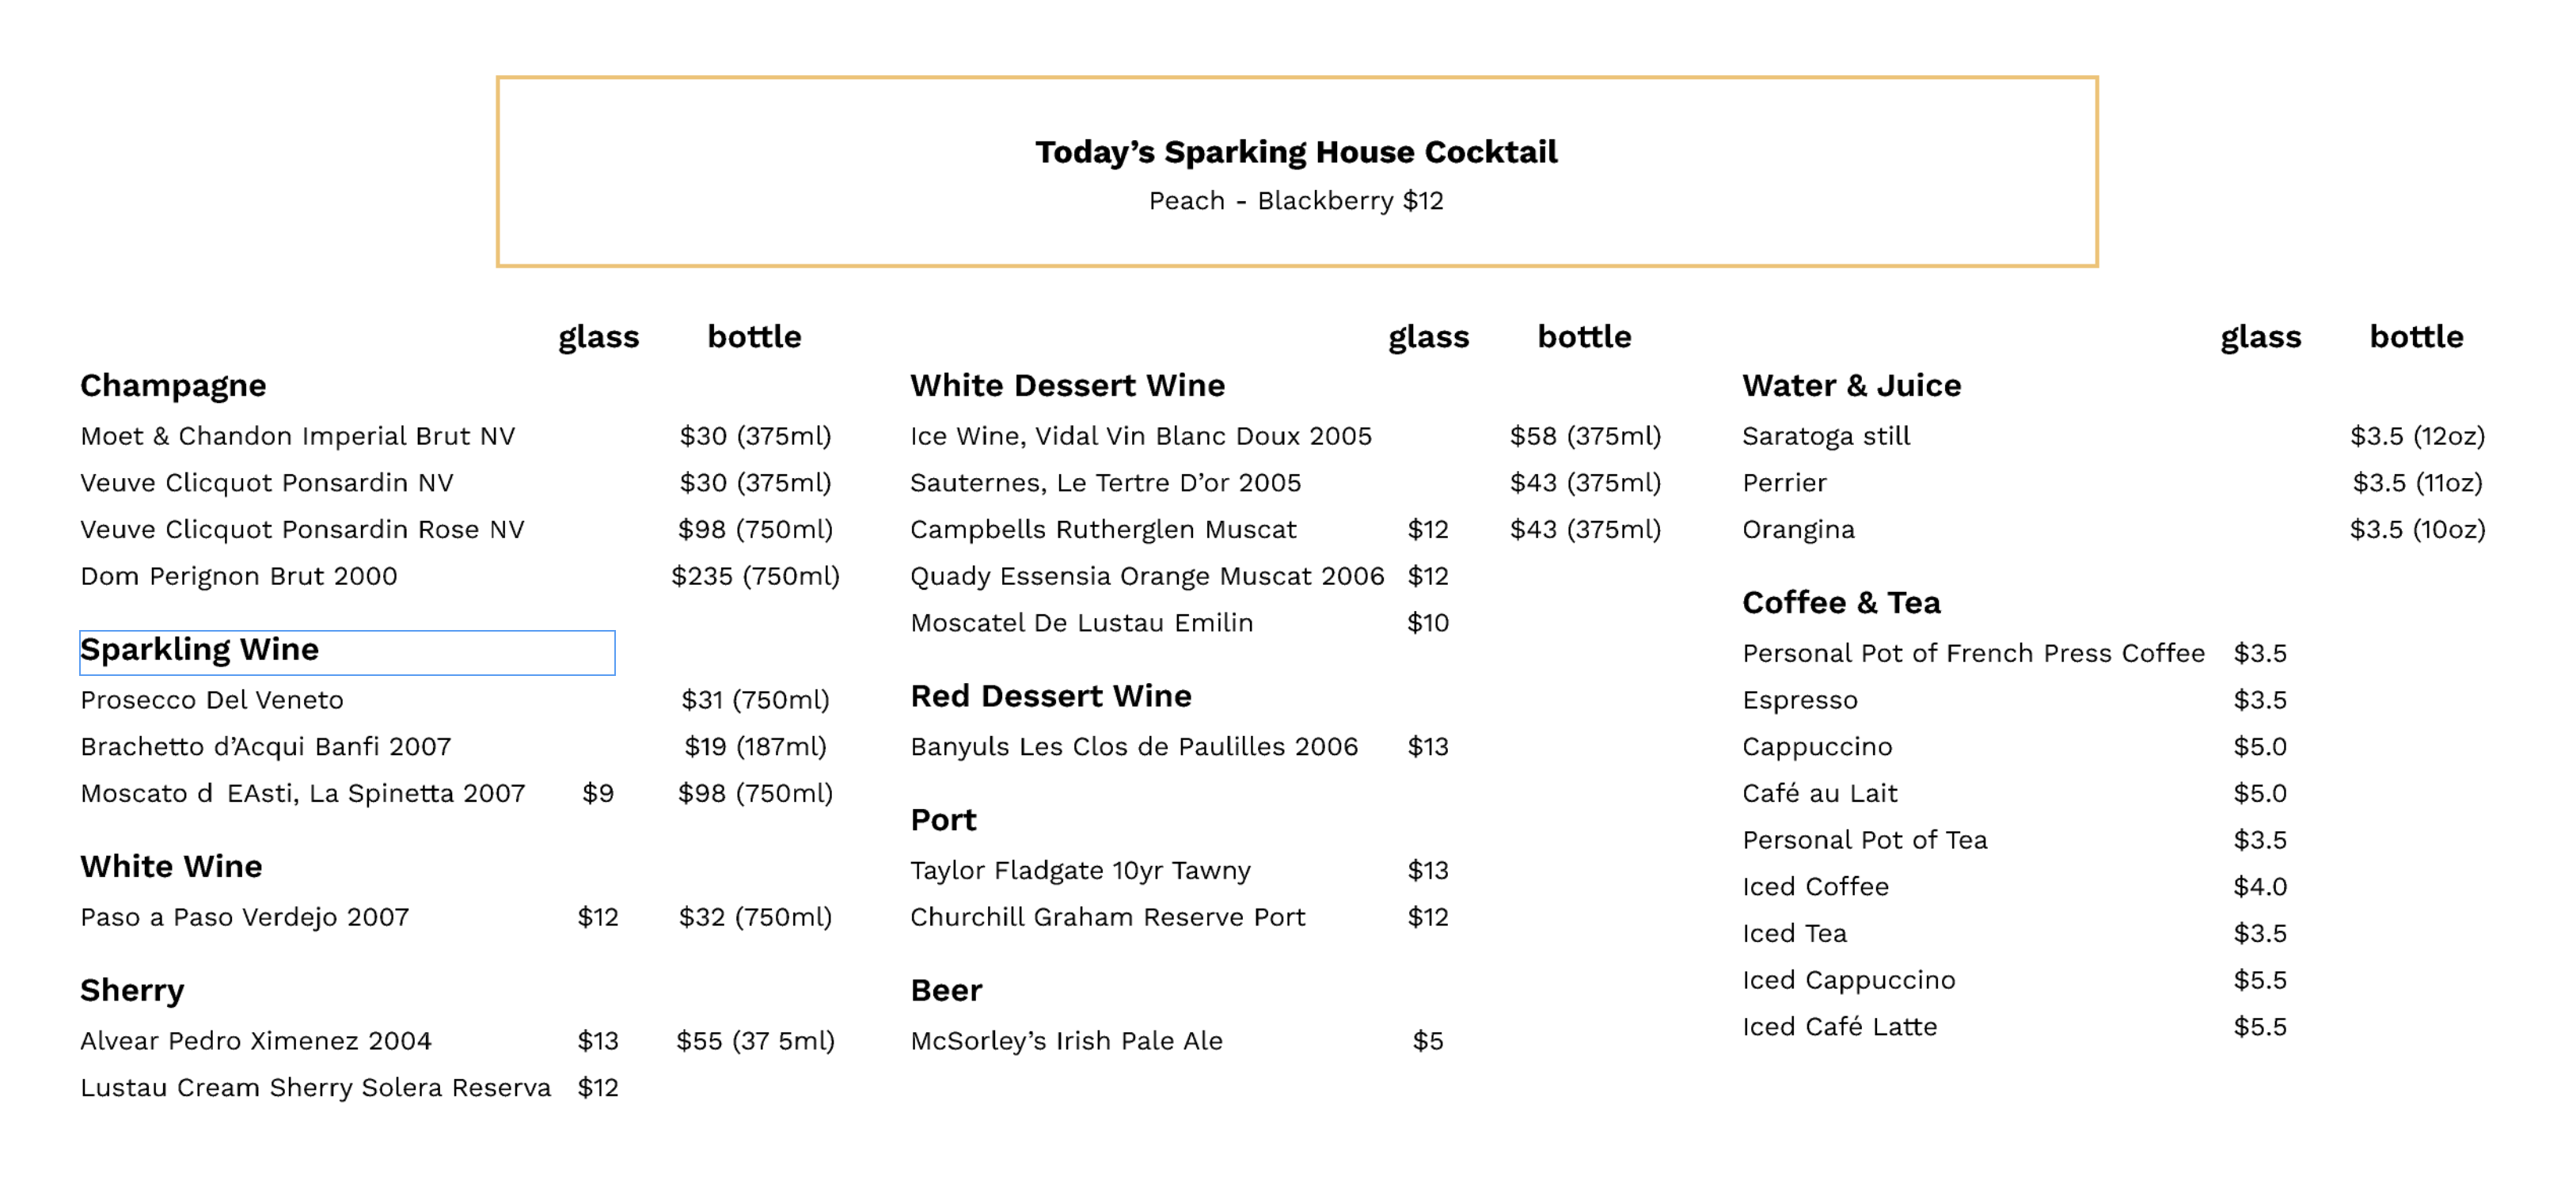 Today’s Sparking House Cocktail
Peach - Blackberry $12
glass bottle
Champagne
Moet & Chandon Imperial Brut NV $30 (375ml)
Veuve Clicquot Ponsardin NV $30 (375ml)
Veuve Clicquot Ponsardin Rose NV $98 (750ml)
Dom Perignon Brut 2000 $235 (750ml)
Sparkling Wine
Prosecco Del Veneto $31 (750ml)
Brachetto d’Acqui Banfi 2007 $19 (187ml)
Moscato d EAsti, La Spinetta 2007 $9 $98 (750ml)
White Wine
Paso a Paso Verdejo 2007 $12 $32 (750ml)
Sherry
Alvear Pedro Ximenez 2004 $13 $55 (37 5ml)
Lustau Cream Sherry Solera Reserva $12
glass bottle
White Dessert Wine
Ice Wine, Vidal Vin Blanc Doux 2005 $58 (375ml)
Sauternes, Le Tertre D’or 2005 $43 (375ml)
Campbells Rutherglen Muscat $12 $43 (375ml)
Quady Essensia Orange Muscat 2006 $12
Moscatel De Lustau Emilin $10
Red Dessert Wine
Banyuls Les Clos de Paulilles 2006 $13
Port
Taylor Fladgate 10yr Tawny $13
Churchill Graham Reserve Port $12
Beer
McSorley’s Irish Pale Ale $5
glass bottle
Water & Juice
Saratoga still $3.5 (12oz)
Perrier $3.5 (11oz)
Orangina $3.5 (10oz)
Coffee & Tea
Personal Pot of French Press Coffee $3.5
Espresso $3.5
Cappuccino $5.0
Café au Lait $5.0
Personal Pot of Tea $3.5
Iced Coffee $4.0
Iced Tea $3.5
Iced Cappuccino $5.5
Iced Café Latte $5.5